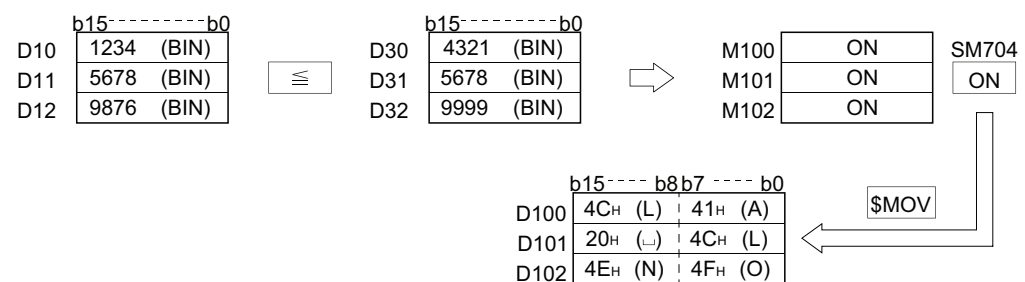 b15 b0 b15 b0
D10 1234 (BIN) D30 4321 (BIN) M100 ON SM704
D11 5678 (BIN) ≦ D31 5678 (BIN) M101 ON ON
D12 9876 (BIN) D32 9999 (BIN) M102 ON
b15 b8 b7 b0
D100 4CH (L) 41H (A) $MOV
D101 20H (␣) 4CH (L)
D102 4EH (N) 4FH (O)